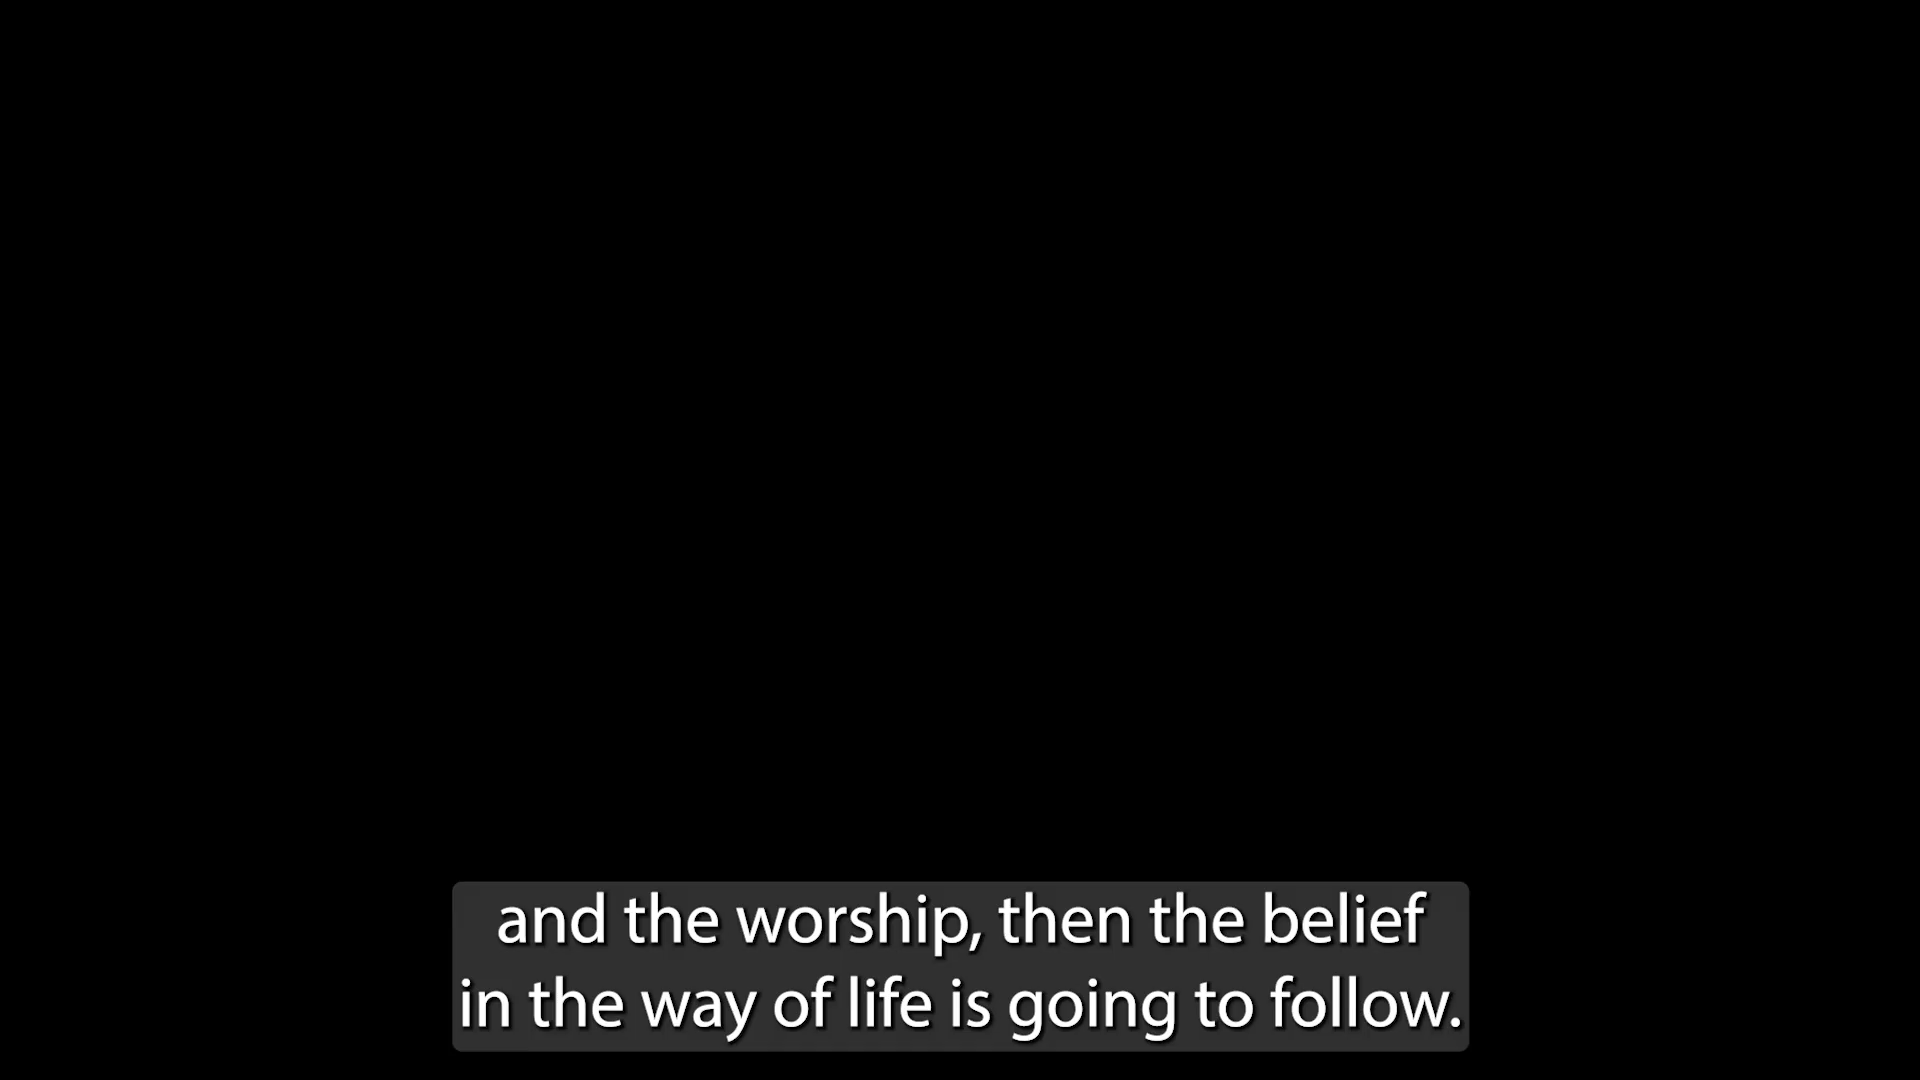 and the worship, then the belief
in the way of life is going to follow.